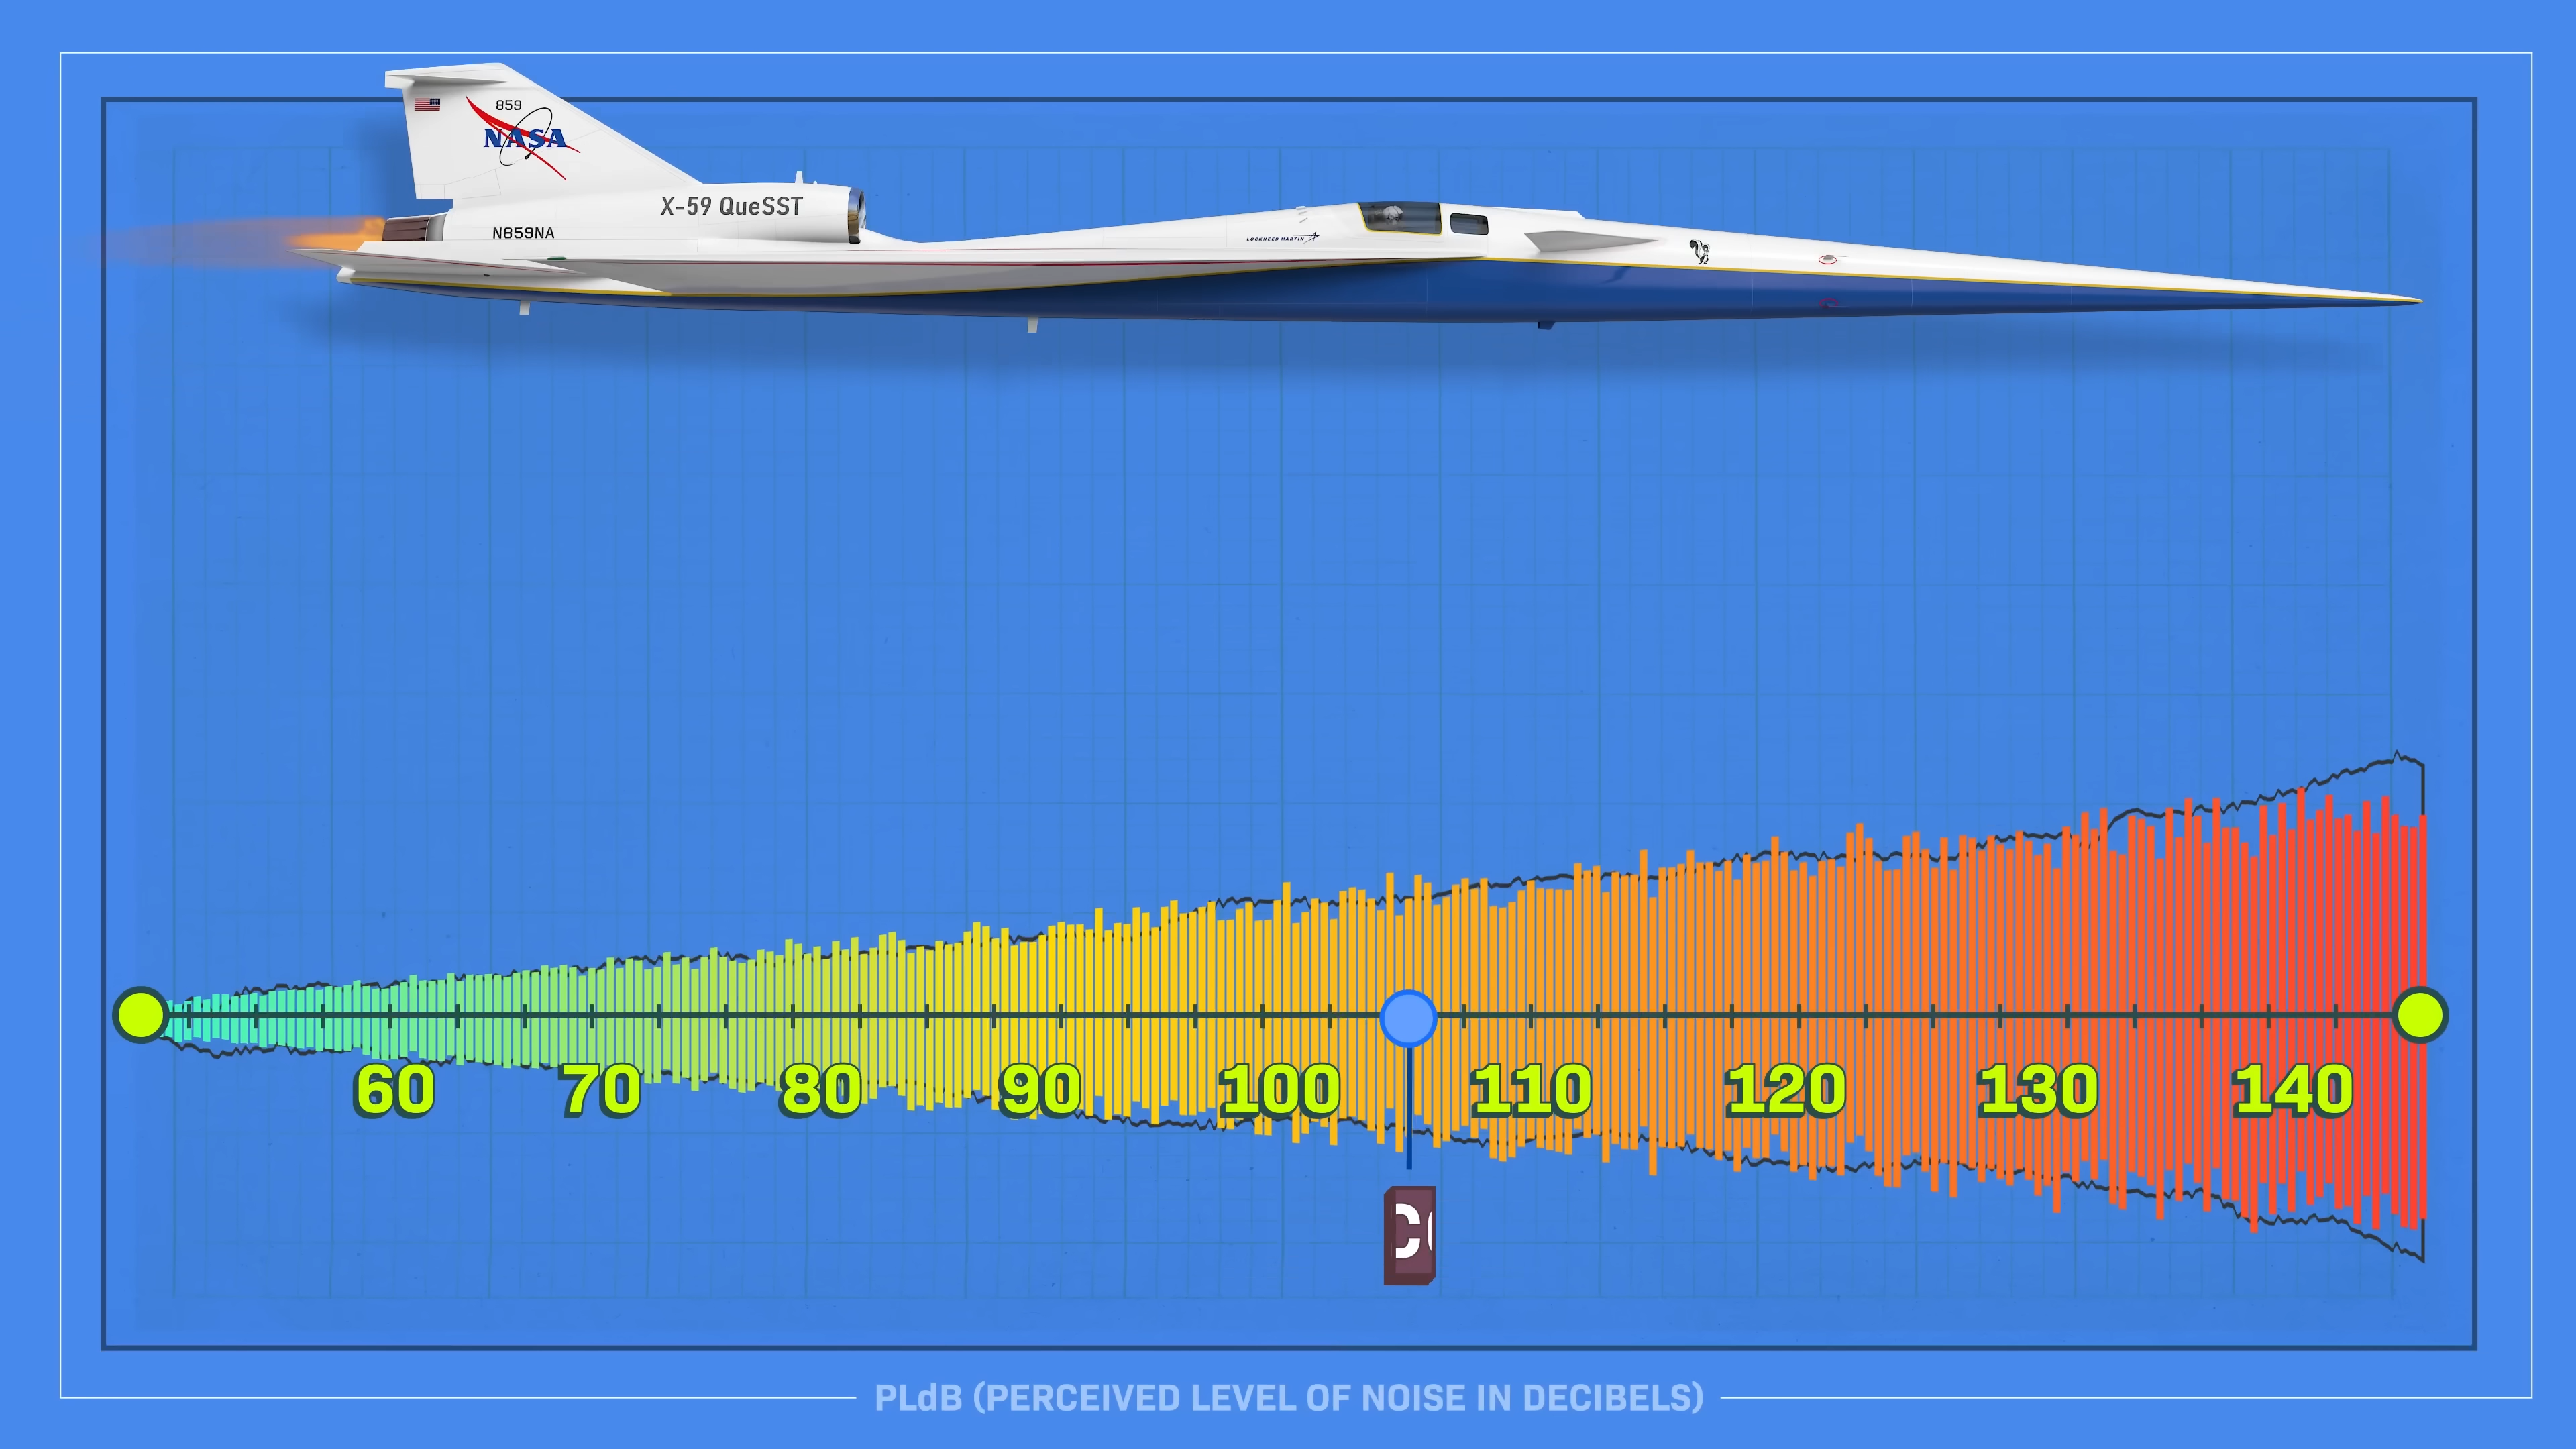 859
NASA
X-59 QueSST
N859NA
LOCKHEED MARTIN
60 70 80 90 100 110 120 130 140
PLdB (PERCEIVED LEVEL OF NOISE IN DECIBELS)